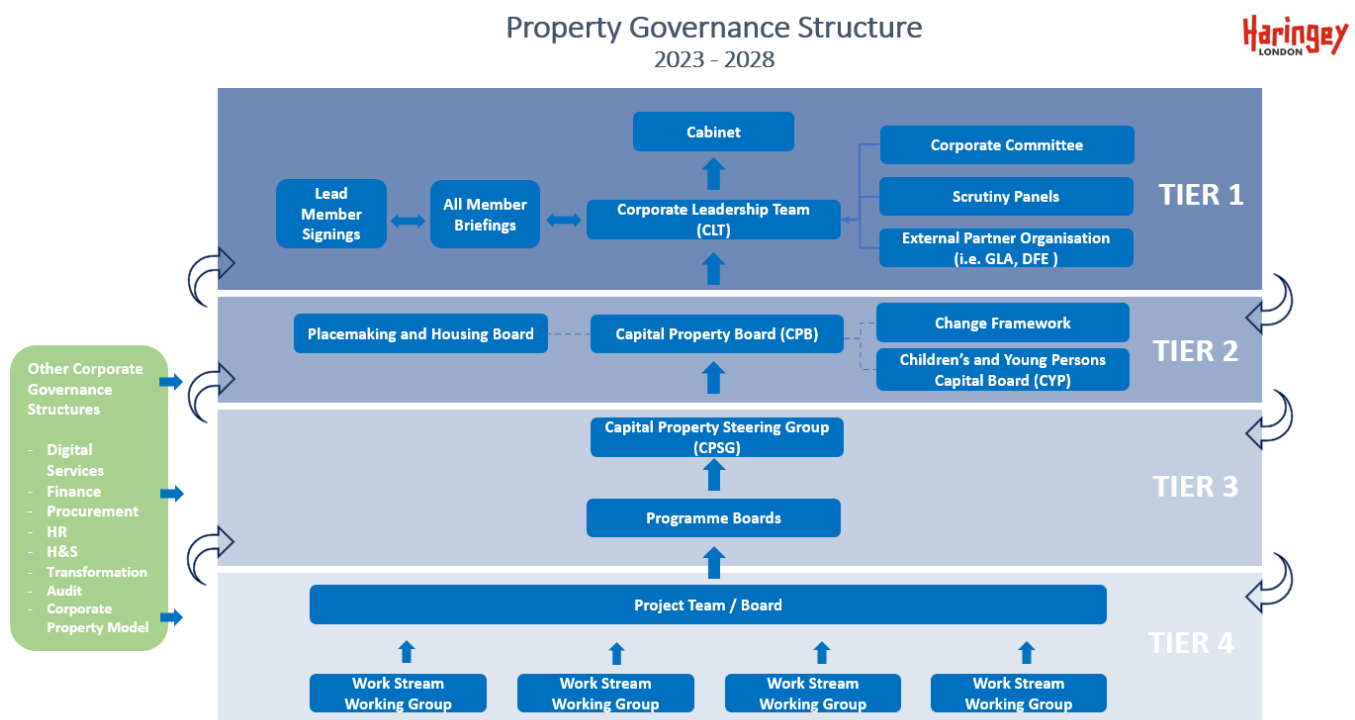 Property Governance Structure
2023 - 2028
Haringey
LONDON
Cabinet
Corporate Committee
Lead
Member
Signings
All Member
Briefings
Corporate Leadership Team
(CLT)
Scrutiny Panels
External Partner Organisation
(i.e. GLA, DFE )
TIER 1
Placemaking and Housing Board
Capital Property Board (CPB)
Change Framework
Children's and Young Persons
Capital Board (CYP)
TIER 2
Other Corporate
Governance
Structures
- Digital
Services
- Finance
- Procurement
- HR
- H&S
- Transformation
- Audit
- Corporate
Property Model
Capital Property Steering Group
(CPSG)
Programme Boards
TIER 3
Project Team / Board
TIER 4
Work Stream
Working Group
Work Stream
Working Group
Work Stream
Working Group
Work Stream
Working Group